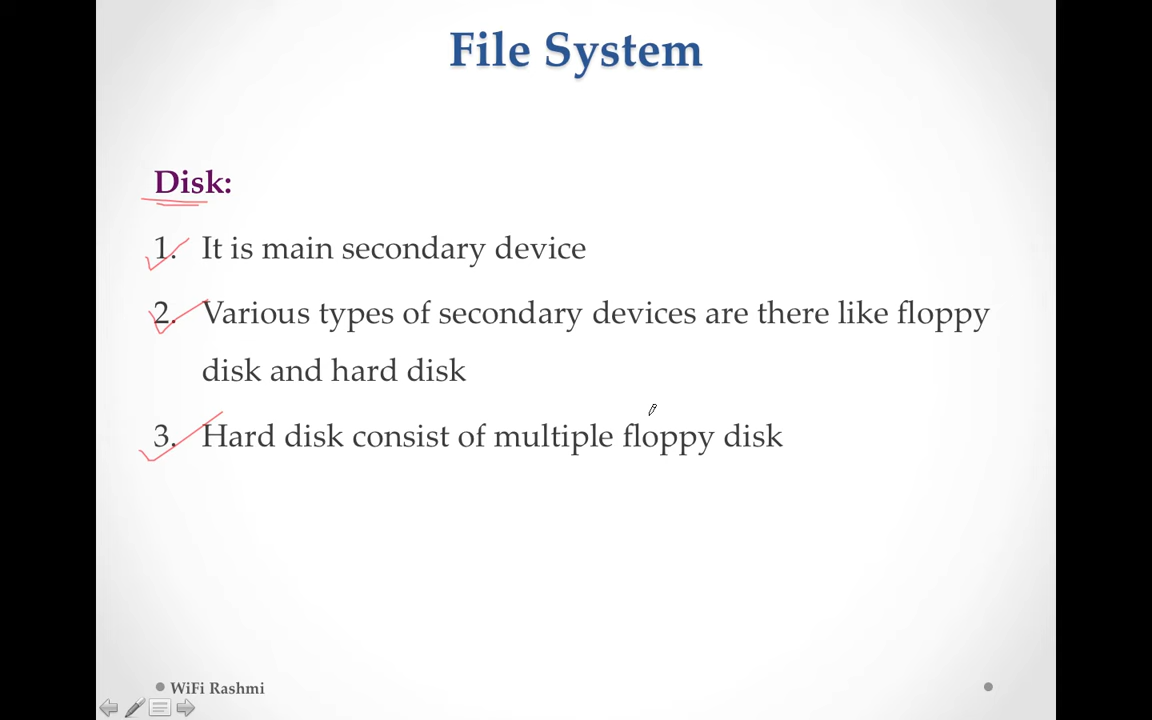 File System
Disk:
1. It is main secondary device
2. Various types of secondary devices are there like floppy
disk and hard disk
3. Hard disk consist of multiple floppy disk
WiFi Rashmi